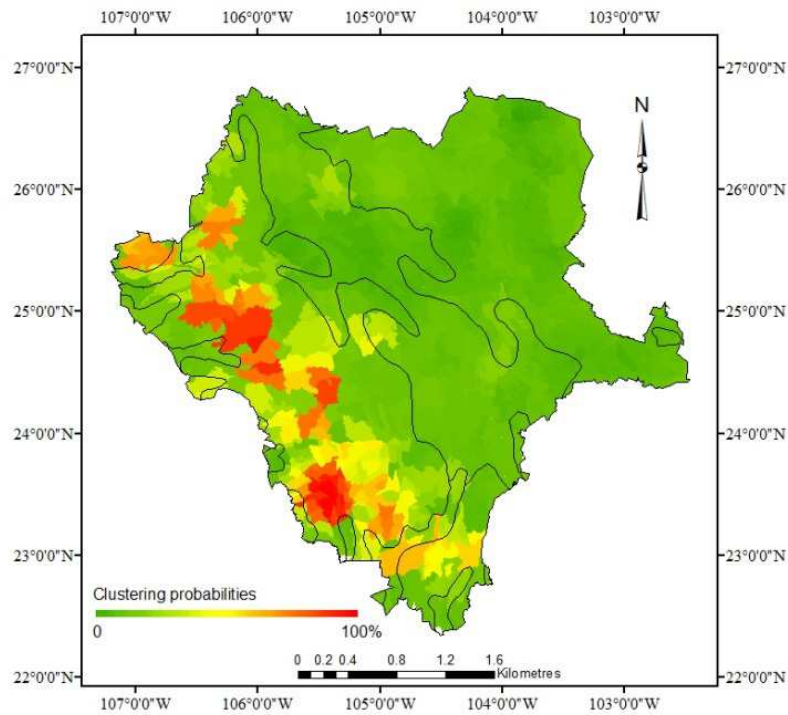 107°0'0"W 106°0'0"W 105°0'0"W 104°0'0"W 103°0'0"W
27°0'0"N 27°0'0"N
N
26°0'0"N 26°0'0"N
25°0'0"N 25°0'0"N
24°0'0"N 24°0'0"N
23°0'0"N 23°0'0"N
Clustering probabilities
0 100%
0 0.2 0.4 0.8 1.2 1.6
Kilometres
22°0'0"N 22°0'0"N
107°0'0"W 106°0'0"W 105°0'0"W 104°0'0"W 103°0'0"W